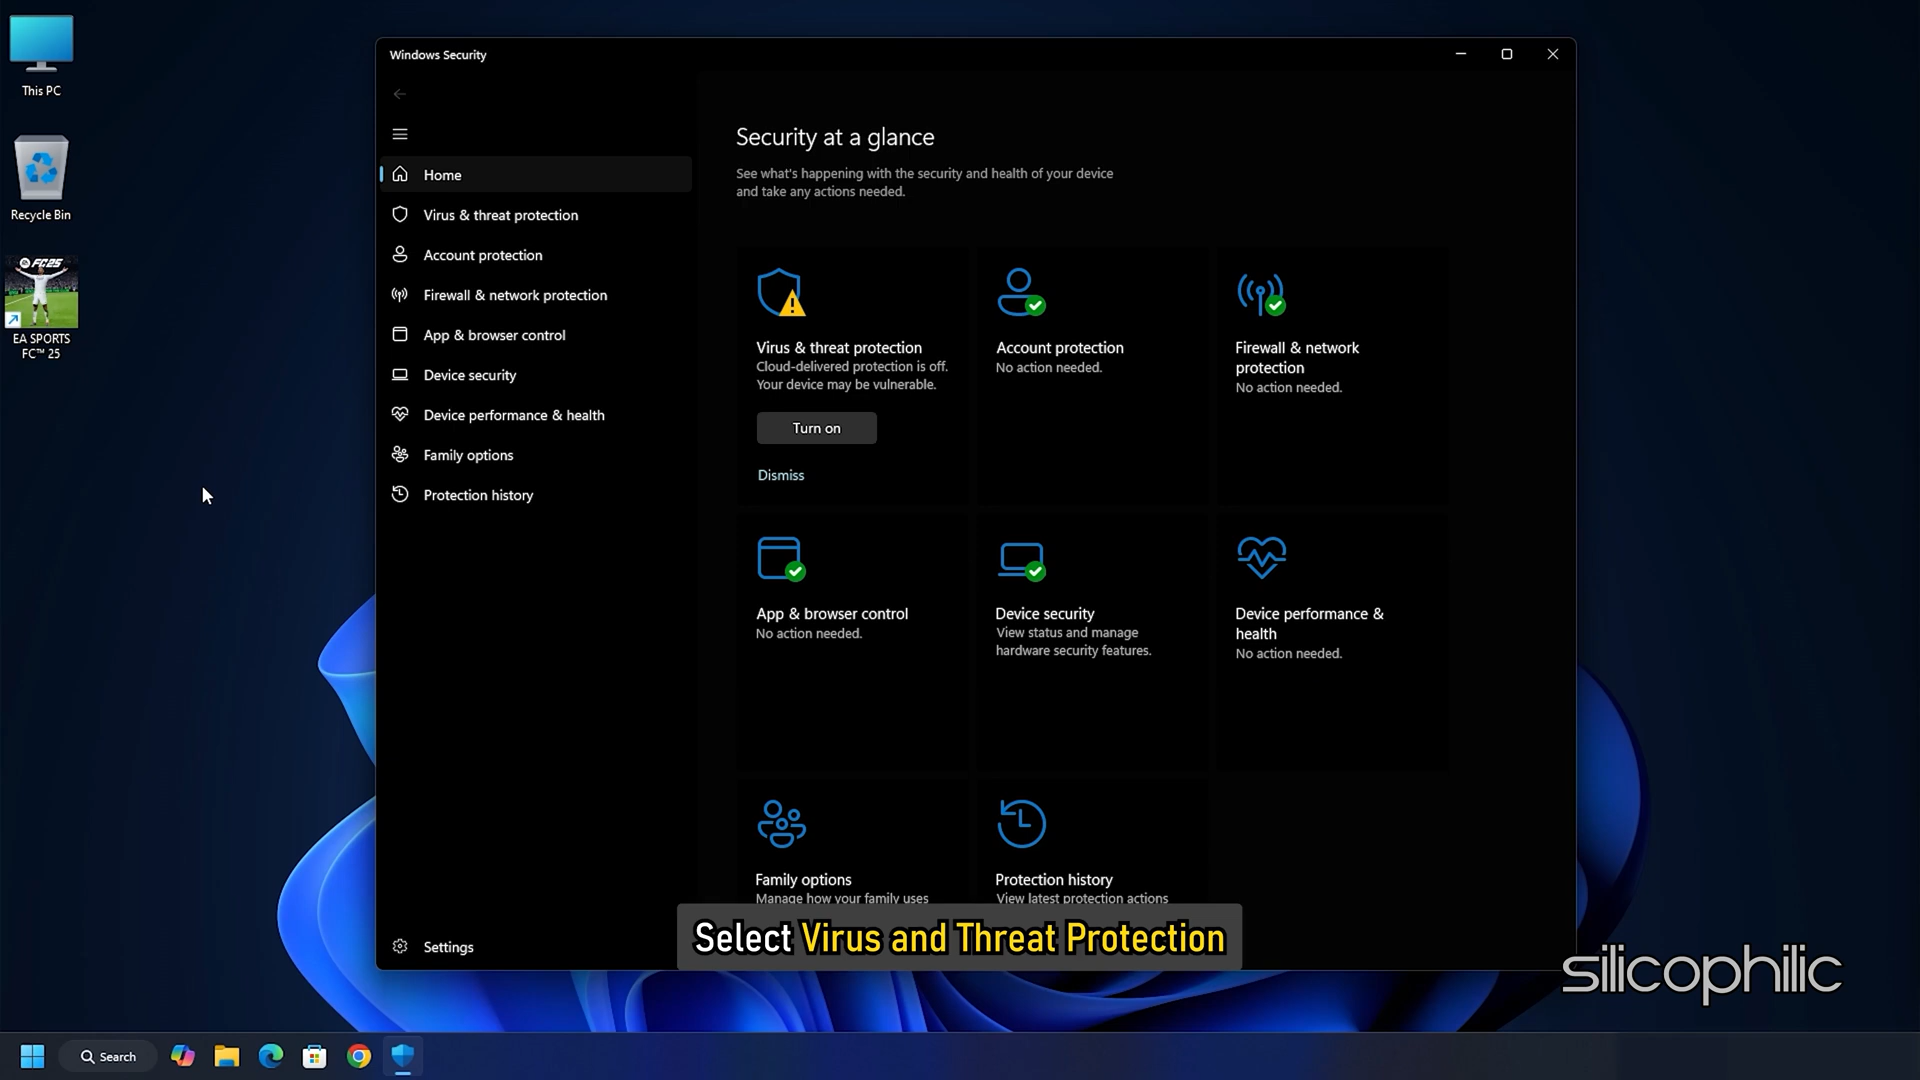 This PC
Recycle Bin
FC25
EA SPORTS
FC™ 25
Windows Security
Home
Virus & threat protection
Account protection
Firewall & network protection
App & browser control
Device security
Device performance & health
Family options
Protection history
Settings
Security at a glance
See what's happening with the security and health of your device
and take any actions needed.
Virus & threat protection
Cloud-delivered protection is off.
Your device may be vulnerable.
Turn on
Dismiss
Account protection
No action needed.
Firewall & network
protection
No action needed.
App & browser control
No action needed.
Device security
View status and manage
hardware security features.
Device performance &
health
No action needed.
Family options
Manage how your family uses
Protection history
View latest protection actions
Select Virus and Threat Protection
silicophilic
Search